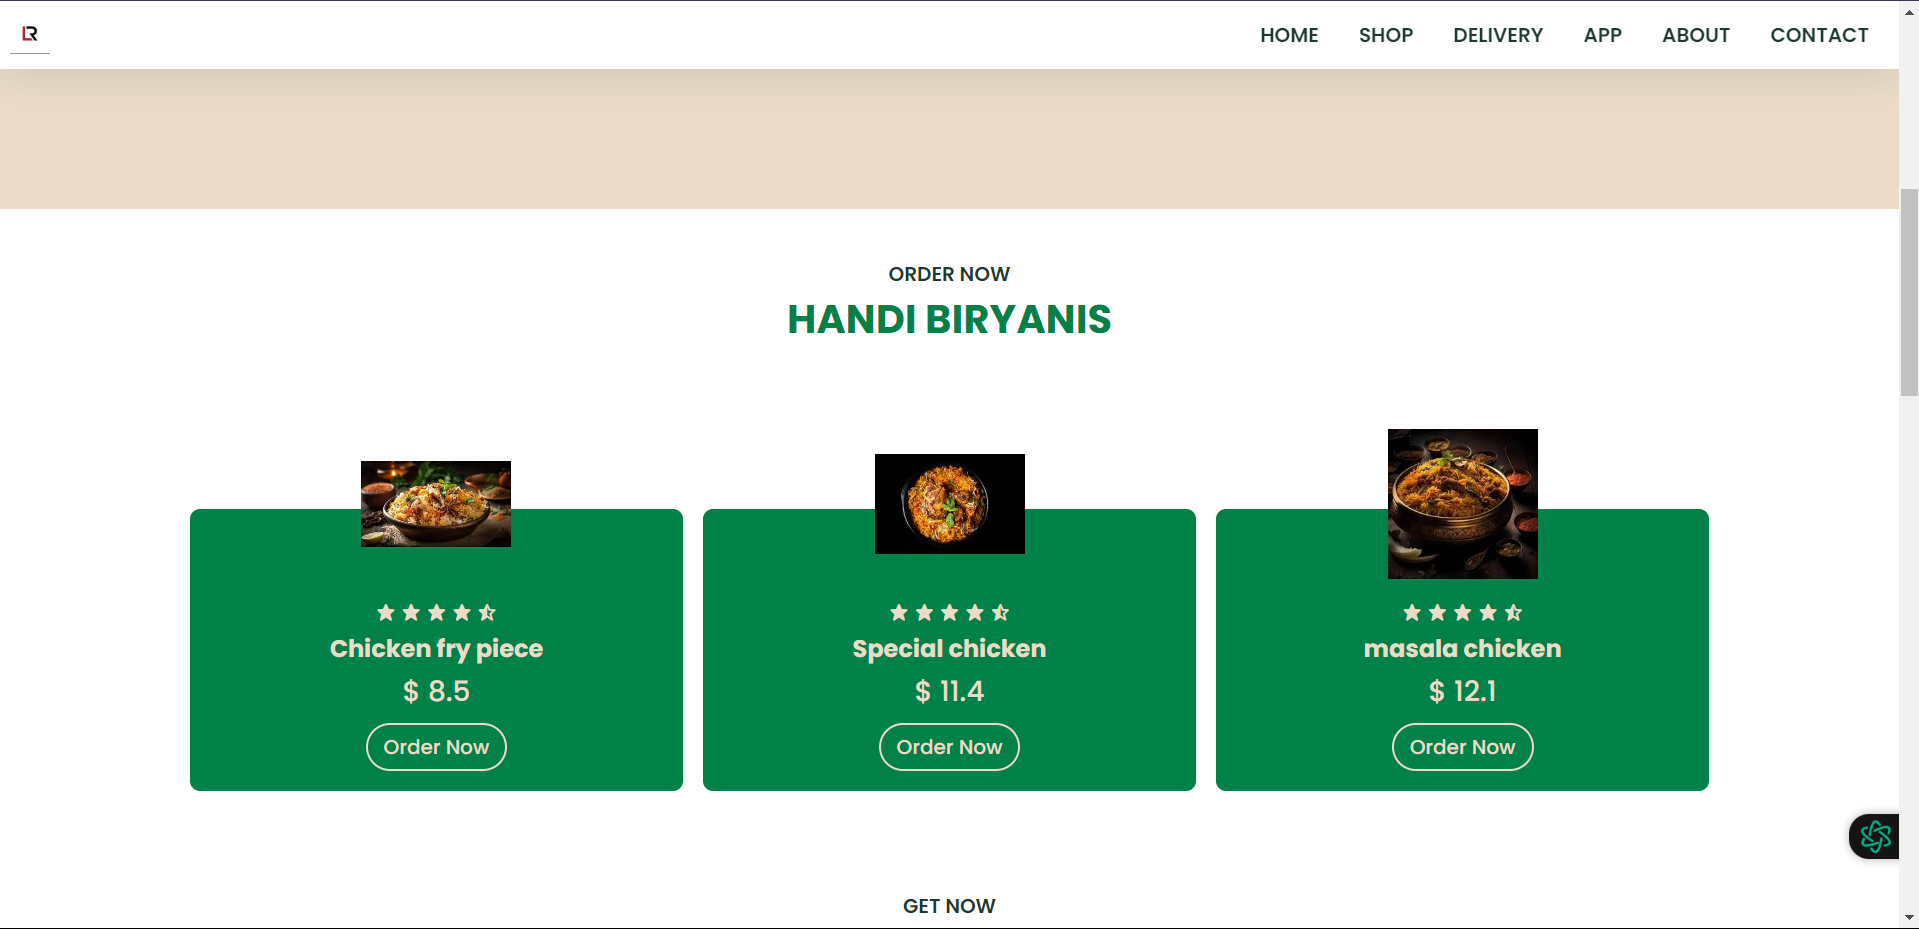 LR
HOME SHOP DELIVERY APP ABOUT CONTACT
ORDER NOW
HANDI BIRYANIS
Chicken fry piece
$ 8.5
Order Now
Special chicken
$ 11.4
Order Now
masala chicken
$ 12.1
Order Now
GET NOW